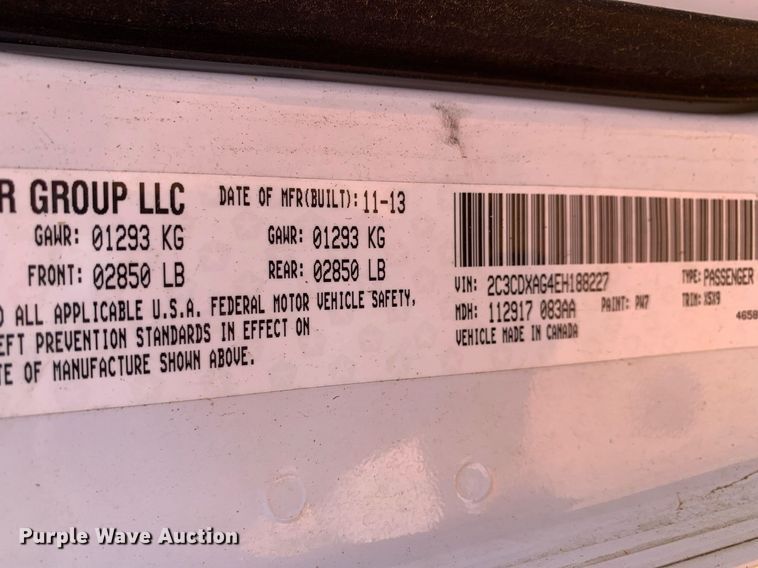 R GROUP LLC DATE OF MFR(BUILT): 11-13
GAWR: 01293 KG GAWR: 01293 KG
FRONT: 02850 LB REAR: 02850 LB
ALL APPLICABLE U.S.A. FEDERAL MOTOR VEHICLE SAFETY,
EFT PREVENTION STANDARDS IN EFFECT ON
TE OF MANUFACTURE SHOWN ABOVE.
VIN: 2C3CDXAG4EH188227 TYPE: PASSENGER
MDH: 112917 083AA PAINT: PW7 TRIM: X5X9
4658
VEHICLE MADE IN CANADA
Purple Wave Auction